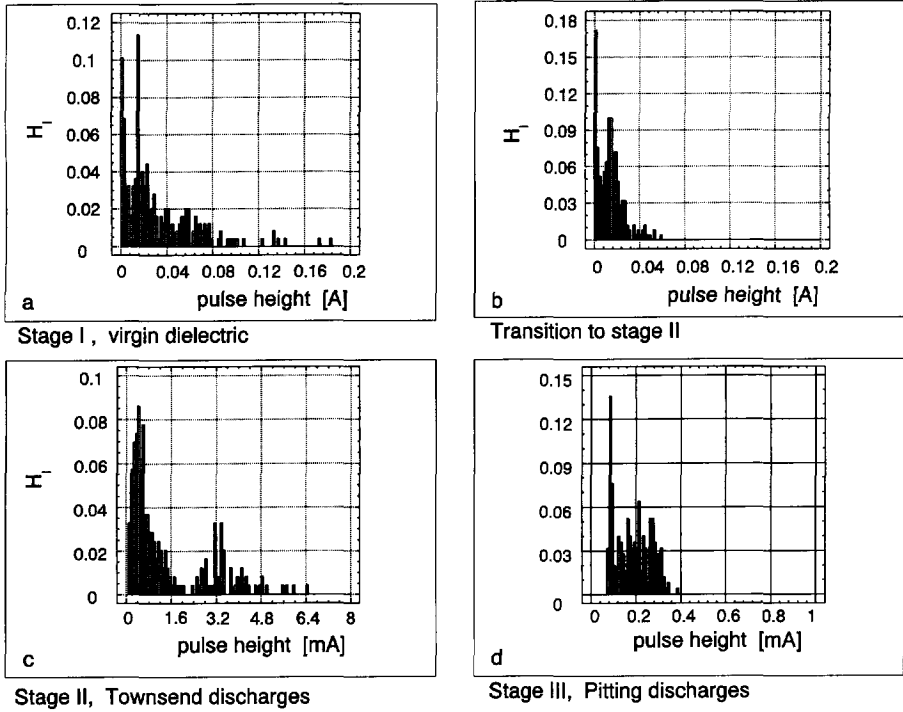 0.12
0.1
0.08
0.06
0.04
0.02
0
H_i
0 0.04 0.08 0.12 0.16 0.2
pulse height [A]
a
Stage I , virgin dielectric
0.18
0.15
0.12
0.09
0.06
0.03
0
H_i
0 0.04 0.08 0.12 0.16 0.2
pulse height [A]
b
Transition to stage II
0.1
0.08
0.06
0.04
0.02
0
H_i
0 1.6 3.2 4.8 6.4 8
pulse height [mA]
c
Stage II, Townsend discharges
0.15
0.12
0.09
0.06
0.03
0
0 0.2 0.4 0.6 0.8 1
pulse height [mA]
d
Stage III, Pitting discharges